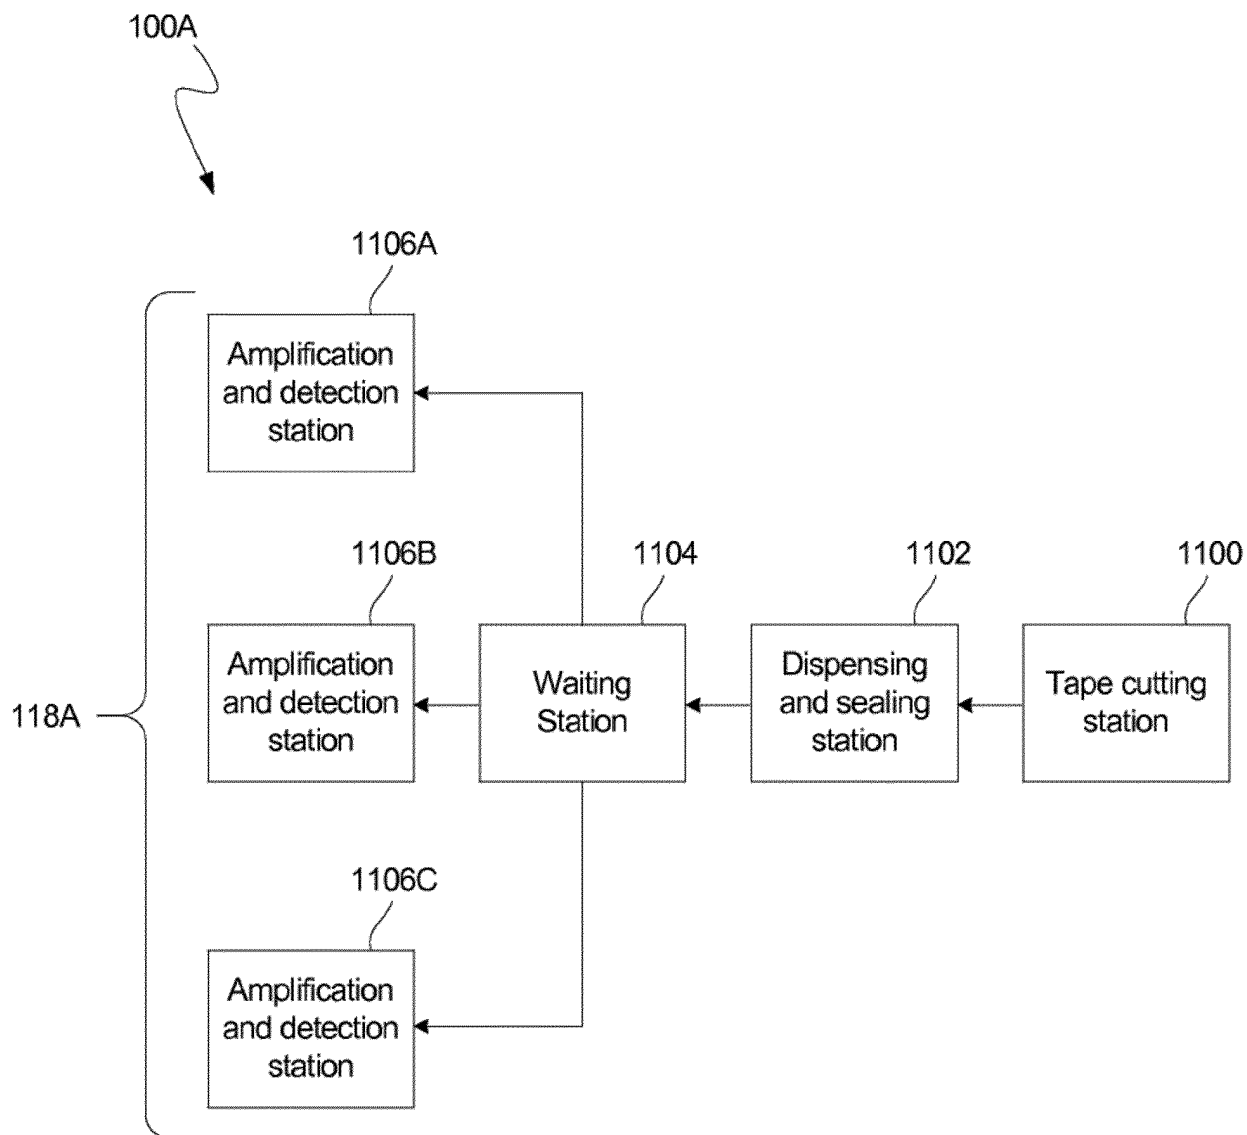 100A
1106A
Amplification
and detection
station
1106B
1104
1102
1100
Amplification
and detection
station
Waiting
Station
Dispensing
and sealing
station
Tape cutting
station
118A
1106C
Amplification
and detection
station